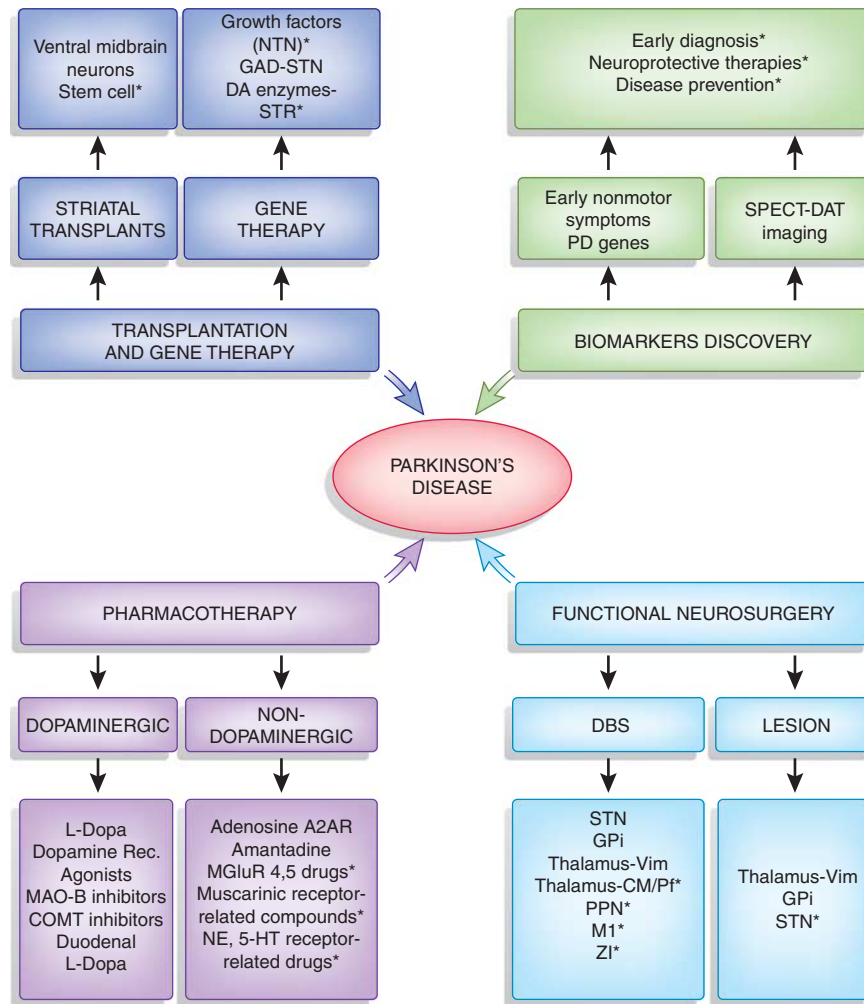 Ventral midbrain
neurons
Stem cell*
Growth factors
(NTN)*
GAD-STN
DA enzymes-
STR*
STRIATAL
TRANSPLANTS
GENE
THERAPY
TRANSPLANTATION
AND GENE THERAPY
Early diagnosis*
Neuroprotective therapies*
Disease prevention*
Early nonmotor
symptoms
PD genes
SPECT-DAT
imaging
BIOMARKERS DISCOVERY
PARKINSON'S
DISEASE
PHARMACOTHERAPY
DOPAMINERGIC
NON-
DOPAMINERGIC
L-Dopa
Dopamine Rec.
Agonists
MAO-B inhibitors
COMT inhibitors
Duodenal
L-Dopa
Adenosine A2AR
Amantadine
MGluR 4,5 drugs*
Muscarinic receptor-
related compounds*
NE, 5-HT receptor-
related drugs*
FUNCTIONAL NEUROSURGERY
DBS
LESION
STN
GPi
Thalamus-Vim
Thalamus-CM/Pf*
PPN*
M1*
ZI*
Thalamus-Vim
GPi
STN*